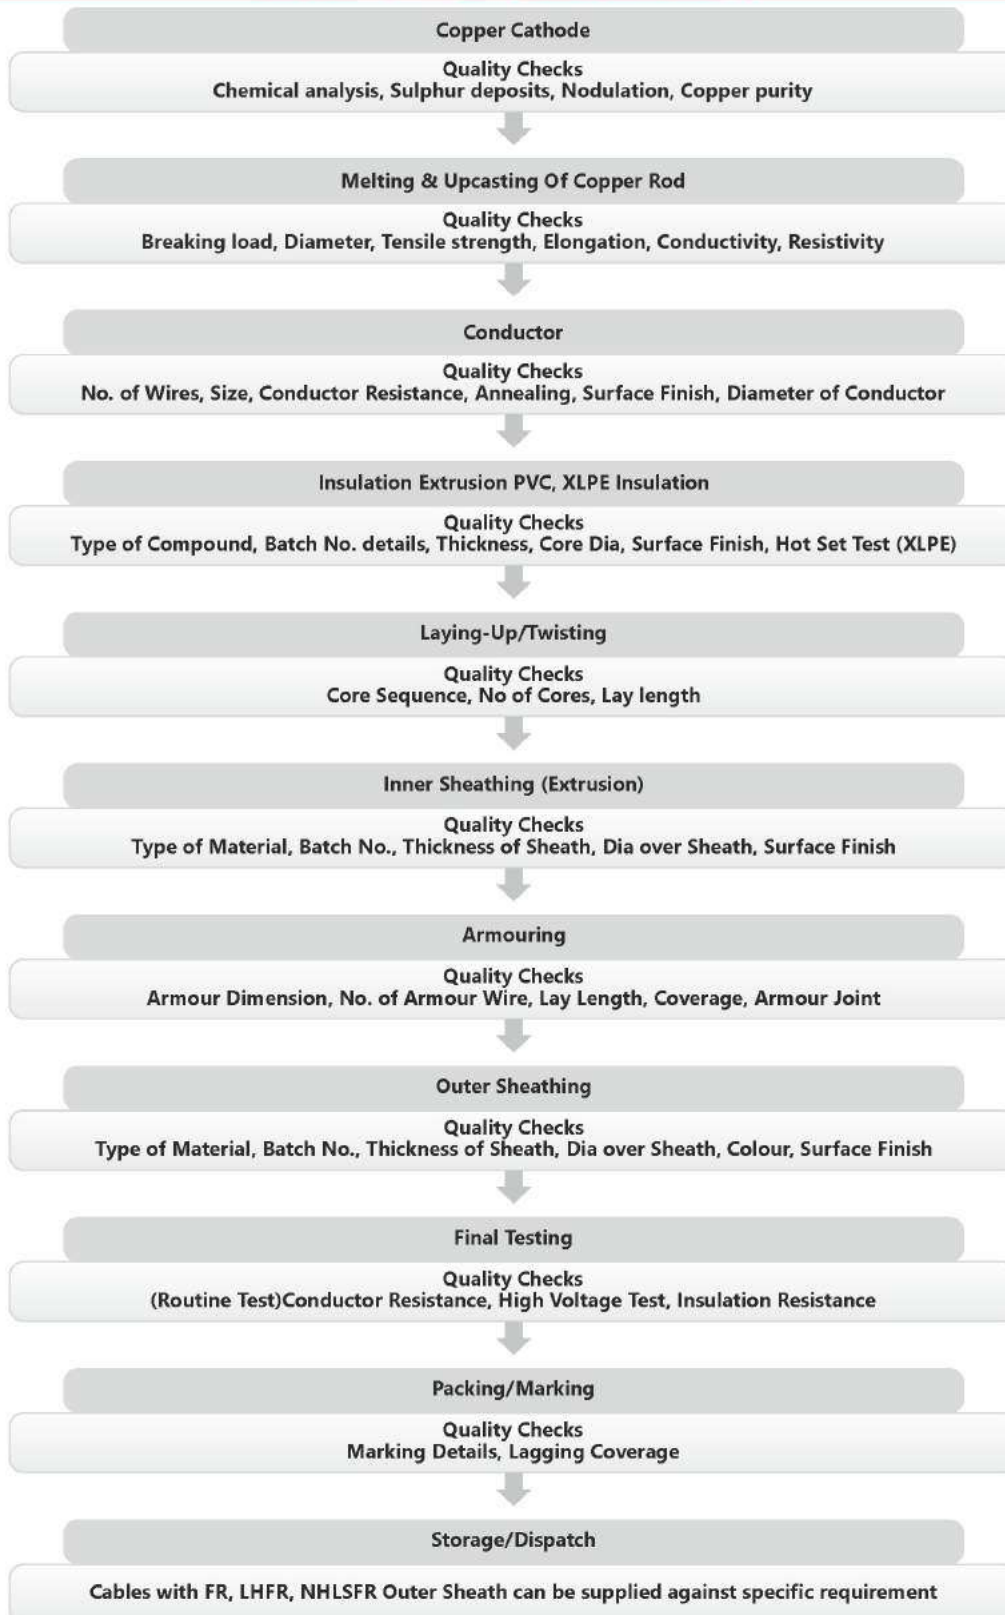 Copper Cathode
Quality Checks
Chemical analysis, Sulphur deposits, Nodulation, Copper purity
Melting & Upcasting Of Copper Rod
Quality Checks
Breaking load, Diameter, Tensile strength, Elongation, Conductivity, Resistivity
Conductor
Quality Checks
No. of Wires, Size, Conductor Resistance, Annealing, Surface Finish, Diameter of Conductor
Insulation Extrusion PVC, XLPE Insulation
Quality Checks
Type of Compound, Batch No. details, Thickness, Core Dia, Surface Finish, Hot Set Test (XLPE)
Laying-Up/Twisting
Quality Checks
Core Sequence, No of Cores, Lay length
Inner Sheathing (Extrusion)
Quality Checks
Type of Material, Batch No., Thickness of Sheath, Dia over Sheath, Surface Finish
Armouring
Quality Checks
Armour Dimension, No. of Armour Wire, Lay Length, Coverage, Armour Joint
Outer Sheathing
Quality Checks
Type of Material, Batch No., Thickness of Sheath, Dia over Sheath, Colour, Surface Finish
Final Testing
Quality Checks
(Routine Test)Conductor Resistance, High Voltage Test, Insulation Resistance
Packing/Marking
Quality Checks
Marking Details, Lagging Coverage
Storage/Dispatch
Cables with FR, LHFR, NHLSFR Outer Sheath can be supplied against specific requirement